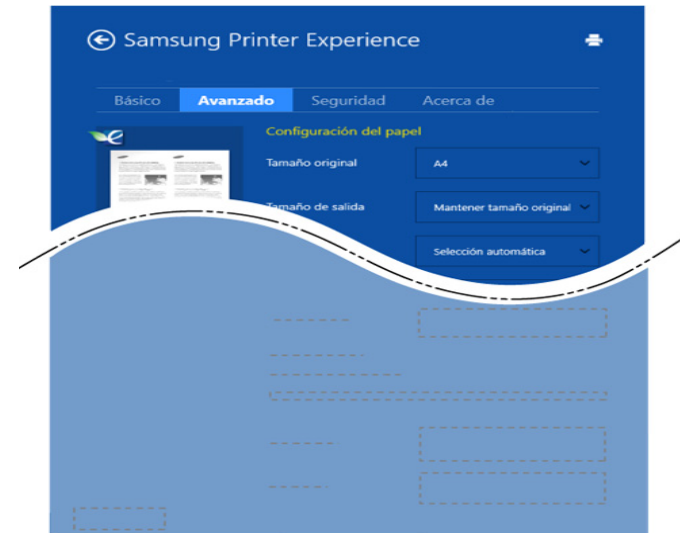 Samsung Printer Experience
Básico Avanzado Seguridad Acerca de
Configuración del papel
Tamaño original A4
Tamaño de salida Mantener tamaño original
Selección automática